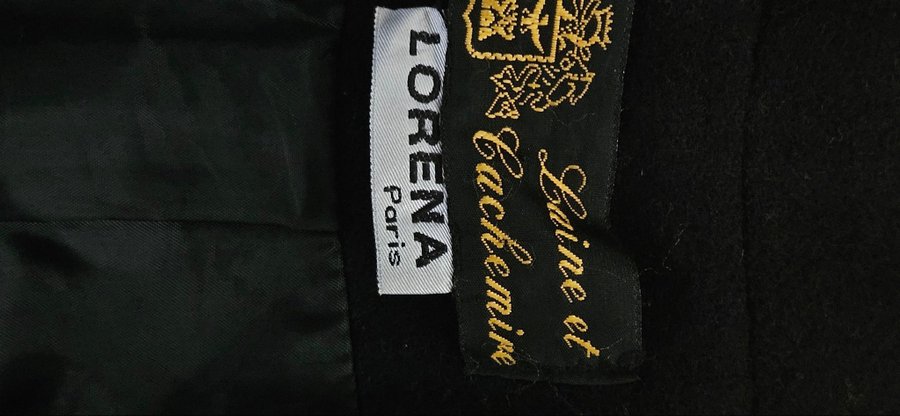 LORENA
Paris
Laine et
Cachemire